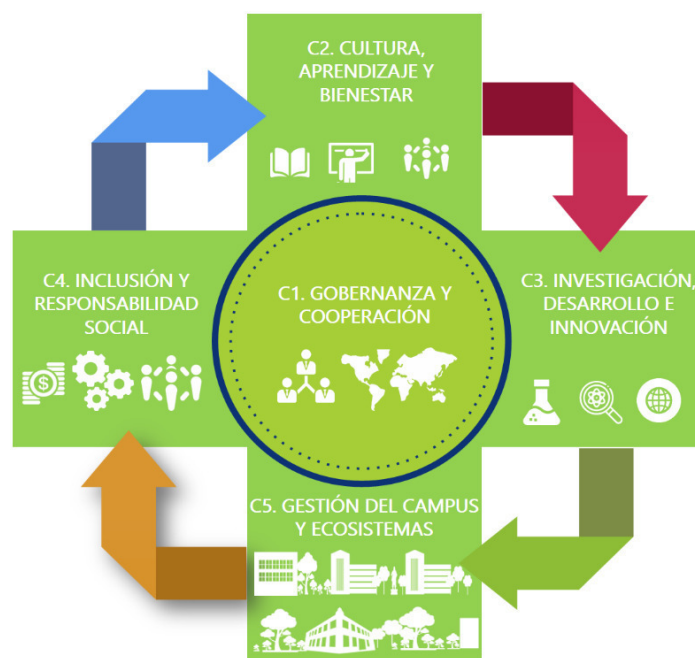 C2. CULTURA,
APRENDIZAJE Y
BIENESTAR
C4. INCLUSIÓN Y
RESPONSABILIDAD
SOCIAL
C1. GOBERNANZA Y
COOPERACIÓN
C3. INVESTIGACIÓN,
DESARROLLO E
INNOVACIÓN
C5. GESTIÓN DEL CAMPUS
Y ECOSISTEMAS